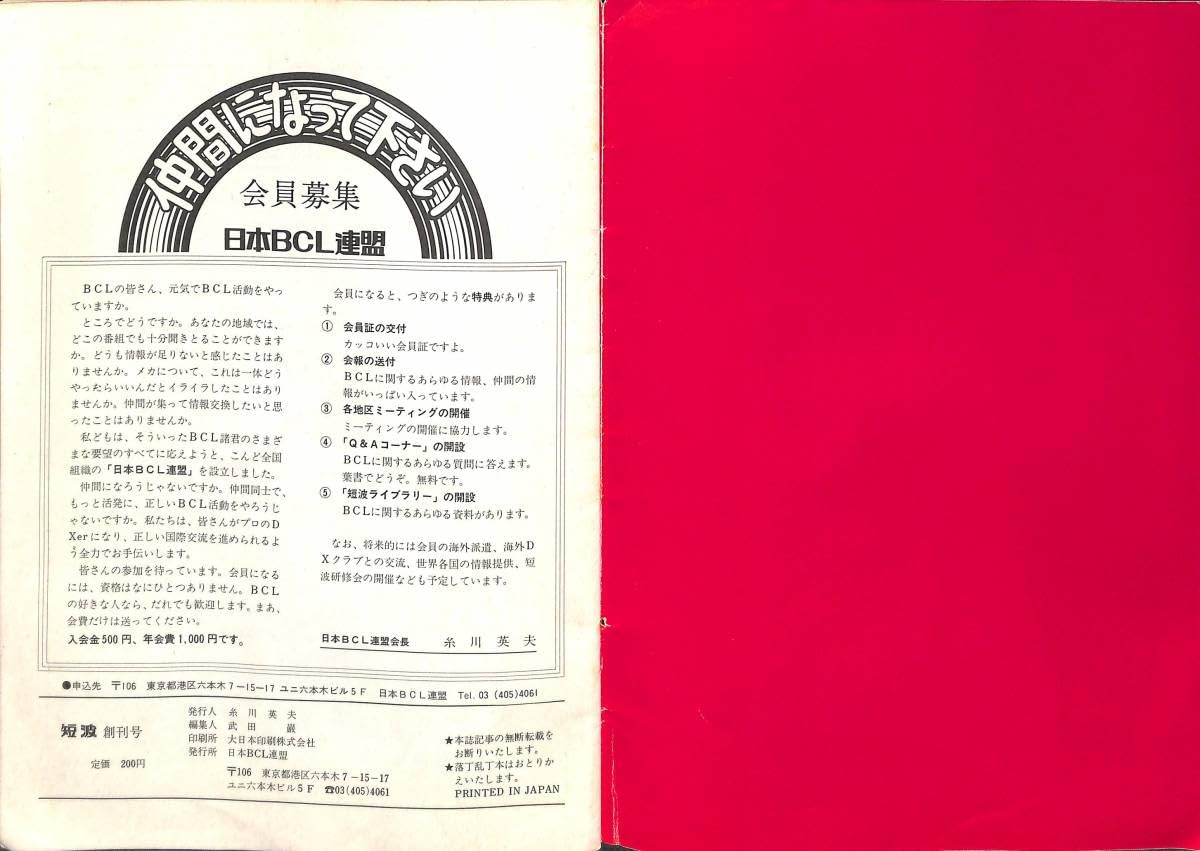 仲間になって下さい
会員募集
日本BCL連盟
BCLの皆さん、元気でBCL活動をやっ
ていますか。
ところでどうですか。あなたの地域では、
どこの番組でも十分聞きとることができます
か。どうも情報が足りないと感じたことはあ
りませんか。メカについて、これは一体どう
やったらいいんだとイライラしたことはあり
ませんか。仲間が集って情報交換したいと思
ったことはありませんか。
私どもは、そういったBCL諸君のさまざ
まな要望のすべてに応えようと、こんど全国
組織の「日本BCL連盟」を設立しました。
仲間になろうじゃないですか。仲間同士で、
もっと活発に、正しいBCL活動をやろうじ
ゃないですか。私たちは、皆さんがプロのD
Xerになり、正しい国際交流を進められるよ
う全力でお手伝いします。
皆さんの参加を待っています。会員になる
には、資格はなにひとつありません。BCL
の好きな人なら、だれでも歓迎します。まあ、
会費だけは送ってください。
入会金500円、年会費1,000円です。
会員になると、つぎのような特典がありま
す。
① 会員証の交付
カッコいい会員証ですよ。
② 会報の送付
BCLに関するあらゆる情報、仲間の情
報がいっぱい入っています。
③ 各地区ミーティングの開催
ミーティングの開催に協力します。
④ 「Q&Aコーナー」の開設
BCLに関するあらゆる質問に答えます。
葉書でどうぞ。無料です。
⑤ 「短波ライブラリー」の開設
BCLに関するあらゆる資料があります。
なお、将来的には会員の海外派遣、海外D
Xクラブとの交流、世界各国の情報提供、短
波研修会の開催なども予定しています。
日本BCL連盟会長 糸川英夫
●申込先 〒106 東京都港区六本木7-15-17 ユニ六本木ビル5F 日本BCL連盟 Tel. 03 (405)4061
短波 創刊号
定価 200円
発行人 糸川英夫
編集人 武田巌
印刷所 大日本印刷株式会社
発行所 日本BCL連盟
〒106 東京都港区六本木7-15-17
ユニ六本木ビル5F ☎03(405)4061
★本誌記事の無断転載を
お断りいたします。
★落丁乱丁本はおとりか
えいたします。
PRINTED IN JAPAN